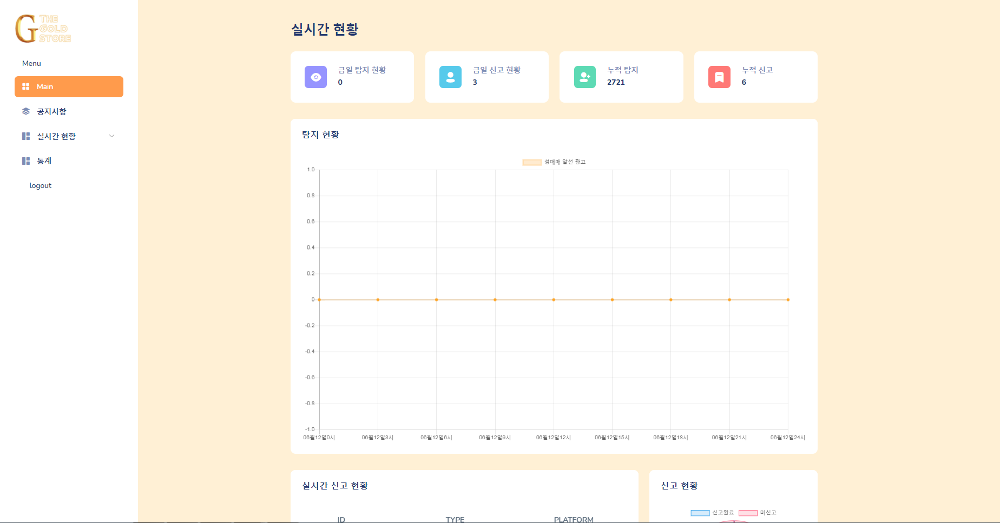 THE
GOLD
STORE
Menu
Main
공지사항
실시간 현황
통계
logout
실시간 현황
금일 탐지 현황
0
금일 신고 현황
3
누적 탐지
2721
누적 신고
6
탐지 현황
성매매 알선 광고
1.0
0.8
0.6
0.4
0.2
0
-0.2
-0.4
-0.6
-0.8
-1.0
06월12일0시 06월12일3시 06월12일6시 06월12일9시 06월12일12시 06월12일15시 06월12일18시 06월12일21시 06월12일24시
실시간 신고 현황
ID TYPE PLATFORM
신고 현황
신고완료 미신고